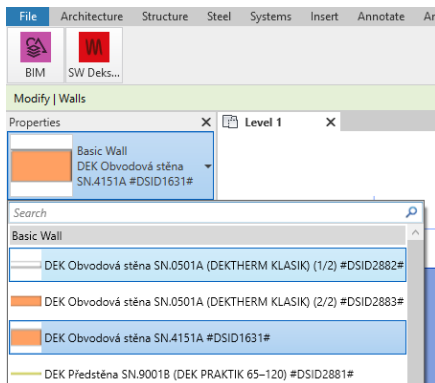 File Architecture Structure Steel Systems Insert Annotate Ar
BIM SW Deks...
Modify | Walls
Properties X Level 1 X
Basic Wall
DEK Obvodová stěna
SN.4151A #DSID1631#
Search
Basic Wall
DEK Obvodová stěna SN.0501A (DEKTHERM KLASIK) (1/2) #DSID2882#
DEK Obvodová stěna SN.0501A (DEKTHERM KLASIK) (2/2) #DSID2883#
DEK Obvodová stěna SN.4151A #DSID1631#
DEK Předstěna SN.9001B (DEK PRAKTIK 65–120) #DSID2881#